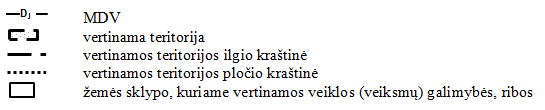 D₁ MDV
vertinama teritorija
vertinamos teritorijos ilgio kraštinė
vertinamos teritorijos pločio kraštinė
žemės sklypo, kuriame vertinamos veiklos (veiksmų) galimybės, ribos